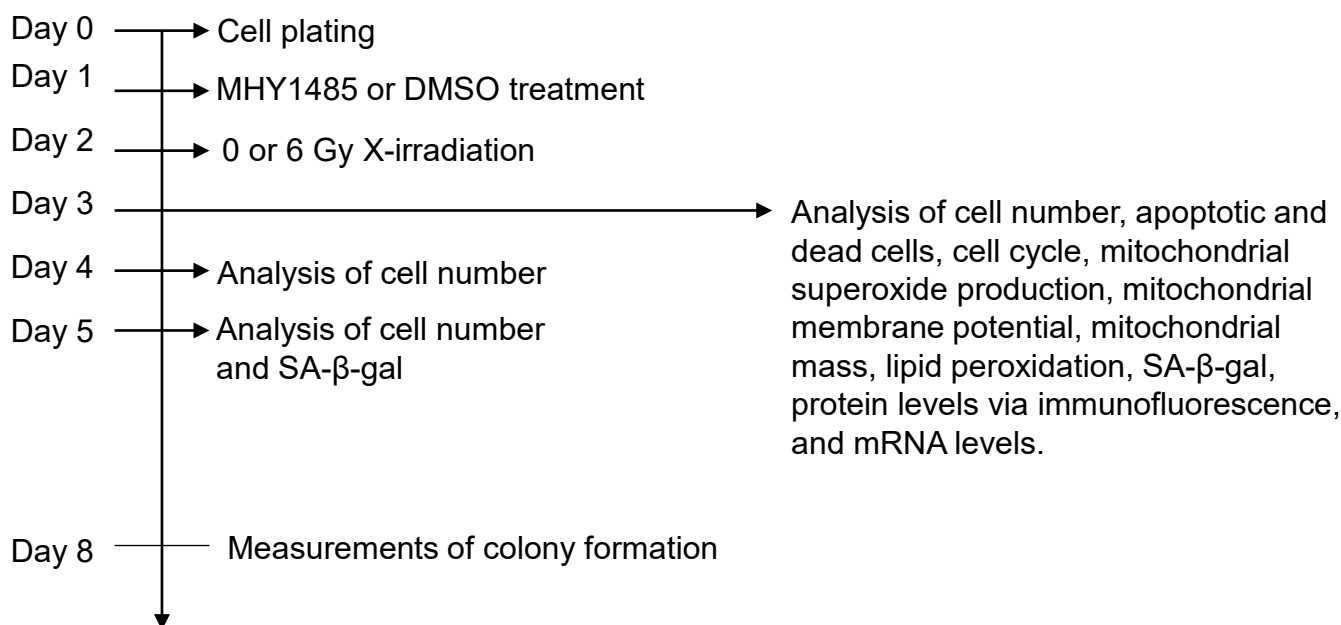 Day 0 Cell plating
Day 1 MHY1485 or DMSO treatment
Day 2 0 or 6 Gy X-irradiation
Day 3 Analysis of cell number, apoptotic and
dead cells, cell cycle, mitochondrial
superoxide production, mitochondrial
membrane potential, mitochondrial
mass, lipid peroxidation, SA-β-gal,
protein levels via immunofluorescence,
and mRNA levels.
Day 4 Analysis of cell number
Day 5 Analysis of cell number
and SA-β-gal
Day 8 Measurements of colony formation